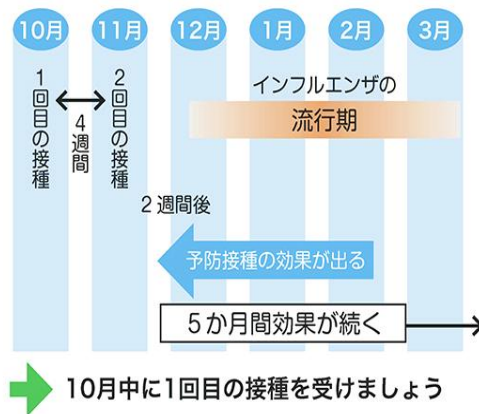 10月
11月
12月
1月
2月
3月
1回目の接種
4週間
2回目の接種
インフルエンザの
流行期
2週間後
予防接種の効果が出る
5か月間効果が続く
10月中に1回目の接種を受けましょう